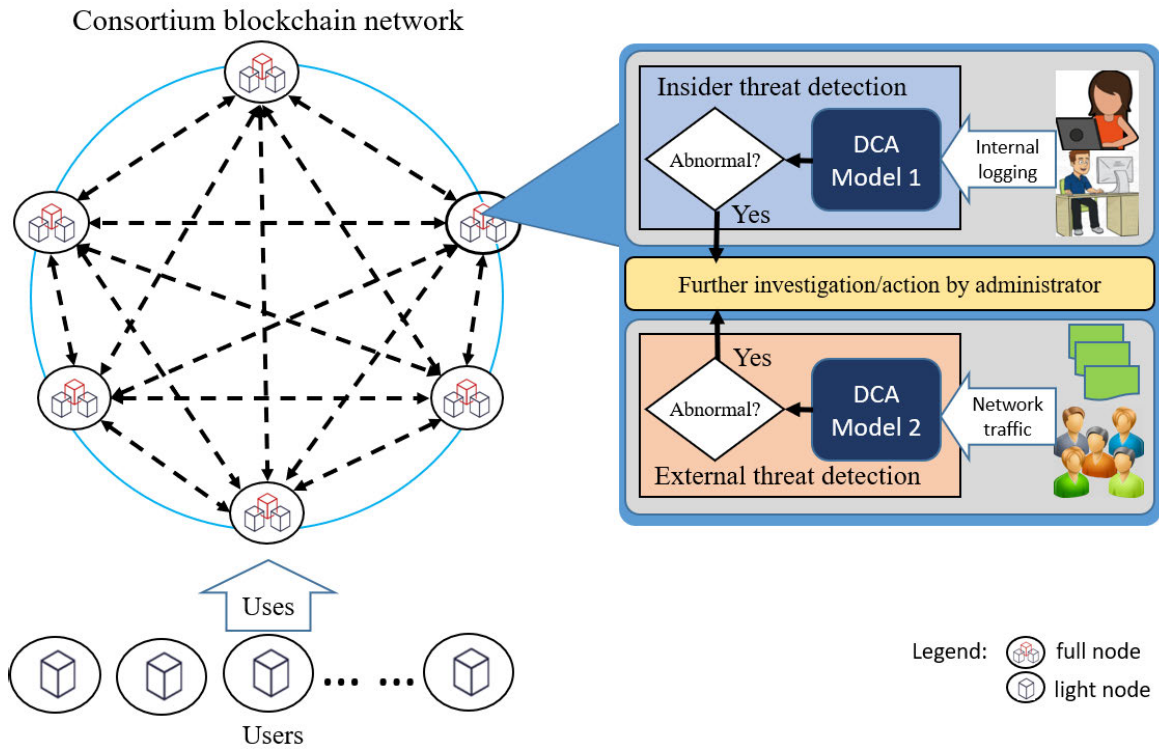 Consortium blockchain network
Insider threat detection
Abnormal?
DCA
Model 1
Internal
logging
Yes
Further investigation/action by administrator
Yes
Abnormal?
DCA
Model 2
Network
traffic
External threat detection
Uses
... ...
Users
Legend:
full node
light node